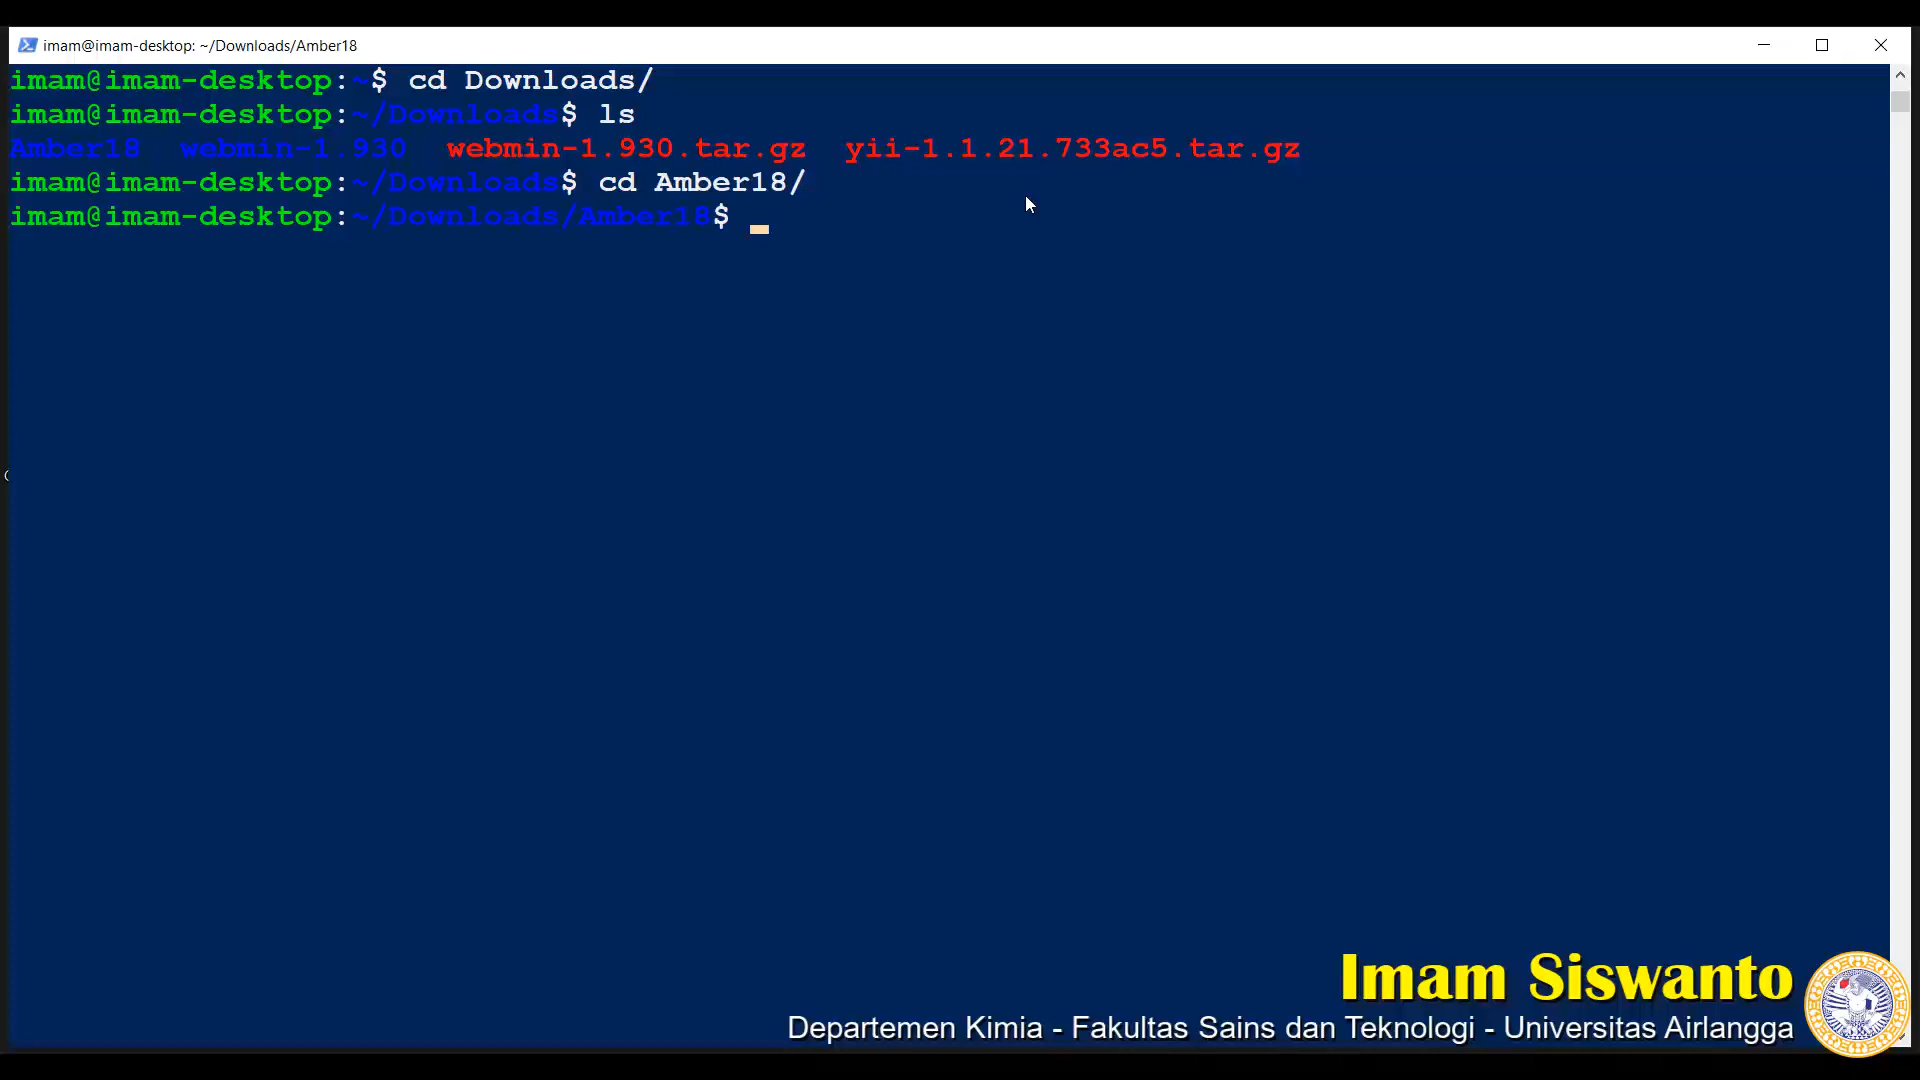 imam@imam-desktop: ~/Downloads/Amber18
imam@imam-desktop:~$ cd Downloads/
imam@imam-desktop:~/Downloads$ ls
Amber18  webmin-1.930  webmin-1.930.tar.gz  yii-1.1.21.733ac5.tar.gz
imam@imam-desktop:~/Downloads$ cd Amber18/
imam@imam-desktop:~/Downloads/Amber18$
Imam Siswanto
Departemen Kimia - Fakultas Sains dan Teknologi - Universitas Airlangga